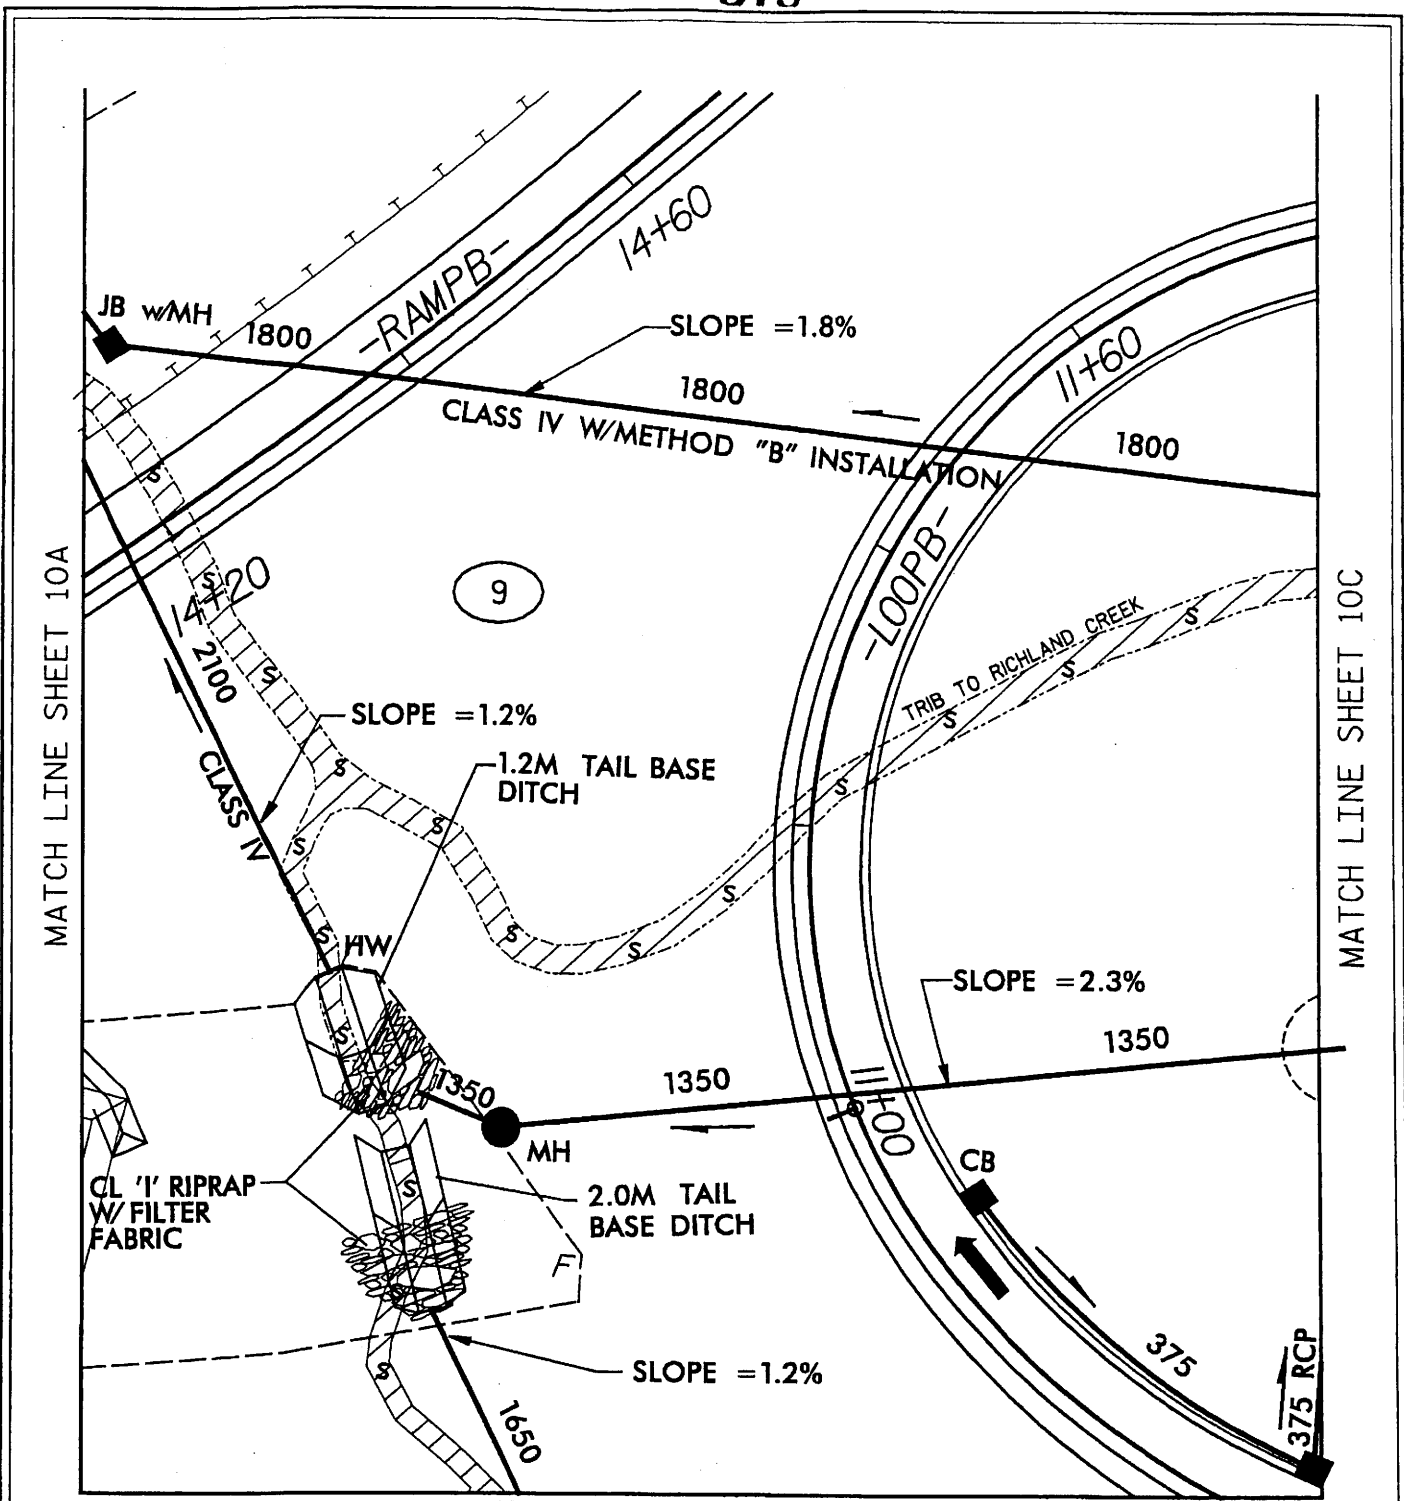 14+60
-RAMPB-
JB w/MH
1800
SLOPE =1.8%
11+60
1800
CLASS IV W/METHOD "B" INSTALLATION
1800
-LOOPB-
MATCH LINE SHEET 10A
MATCH LINE SHEET 10C
14+20
9
S
S
S
TRIB TO RICHLAND CREEK
S
S
S
2100
SLOPE =1.2%
CLASS IV
1.2M TAIL BASE
DITCH
S
S
S
S
S
S
S
S
HW
S
S
SLOPE =2.3%
1350
1350
1350
11+00
MH
CB
CL 'I' RIPRAP
W/ FILTER
FABRIC
S
2.0M TAIL
BASE DITCH
F
S
S
SLOPE =1.2%
1650
375
375 RCP